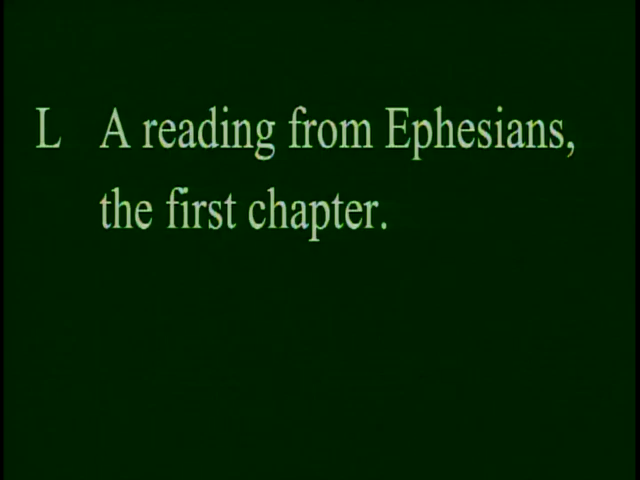 L A reading from Ephesians,
the first chapter.